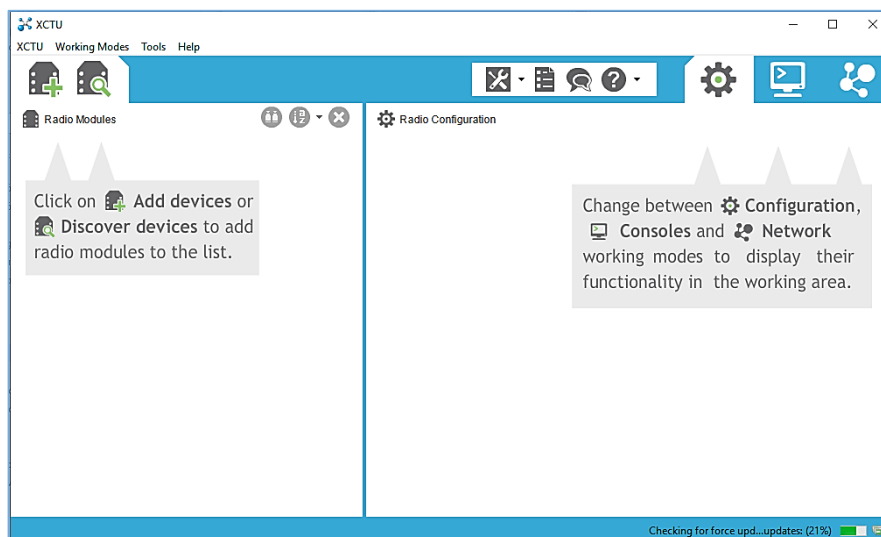 XCTU
XCTU Working Modes Tools Help
Radio Modules
Radio Configuration
Click on Add devices or
Discover devices to add
radio modules to the list.
Change between Configuration,
Consoles and Network
working modes to display their
functionality in the working area.
Checking for force upd...updates: (21%)